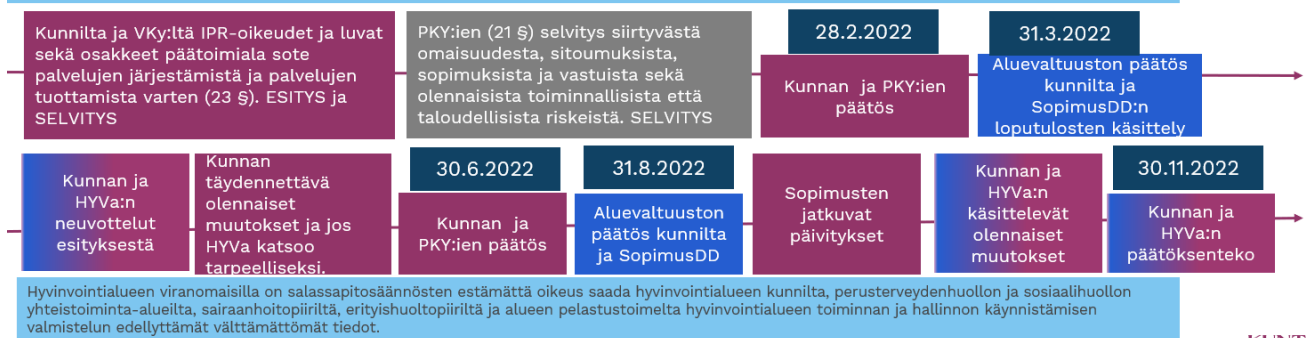 Kunnilta ja VKy:ltä IPR-oikeudet ja luvat
sekä osakkeet päätoimiala sote
palvelujen järjestämistä ja palvelujen
tuottamista varten (23 §). ESITYS ja
SELVITYS
PKY:ien (21 §) selvitys siirtyvästä
omaisuudesta, sitoumuksista,
sopimuksista ja vastuista sekä
olennaisista toiminnallisista että
taloudellisista riskeistä. SELVITYS
28.2.2022
Kunnan ja PKY:ien
päätös
31.3.2022
Aluevaltuuston päätös
kunnilta ja
SopimusDD:n
loputulosten käsittely
Kunnan ja
HYVa:n
neuvottelut
esityksestä
Kunnan
täydennettävä
olennaiset
muutokset ja jos
HYVa katsoo
tarpeelliseksi.
30.6.2022
Kunnan ja
PKY:ien päätös
31.8.2022
Aluevaltuuston
päätös kunnilta
ja SopimusDD
Sopimusten
jatkuvat
päivitykset
Kunnan ja
HYVa:n
käsittelevät
olennaiset
muutokset
30.11.2022
Kunnan ja
HYVa:n
päätöksenteko
Hyvinvointialueen viranomaisilla on salassapitosäännösten estämättä oikeus saada hyvinvointialueen kunnilta, perusterveydenhuollon ja sosiaalihuollon
yhteistoiminta-alueilta, sairaanhoitopiiriltä, erityishuoltopiiriltä ja alueen pelastustoimelta hyvinvointialueen toiminnan ja hallinnon käynnistämisen
valmistelun edellyttämät välttämättömät tiedot.